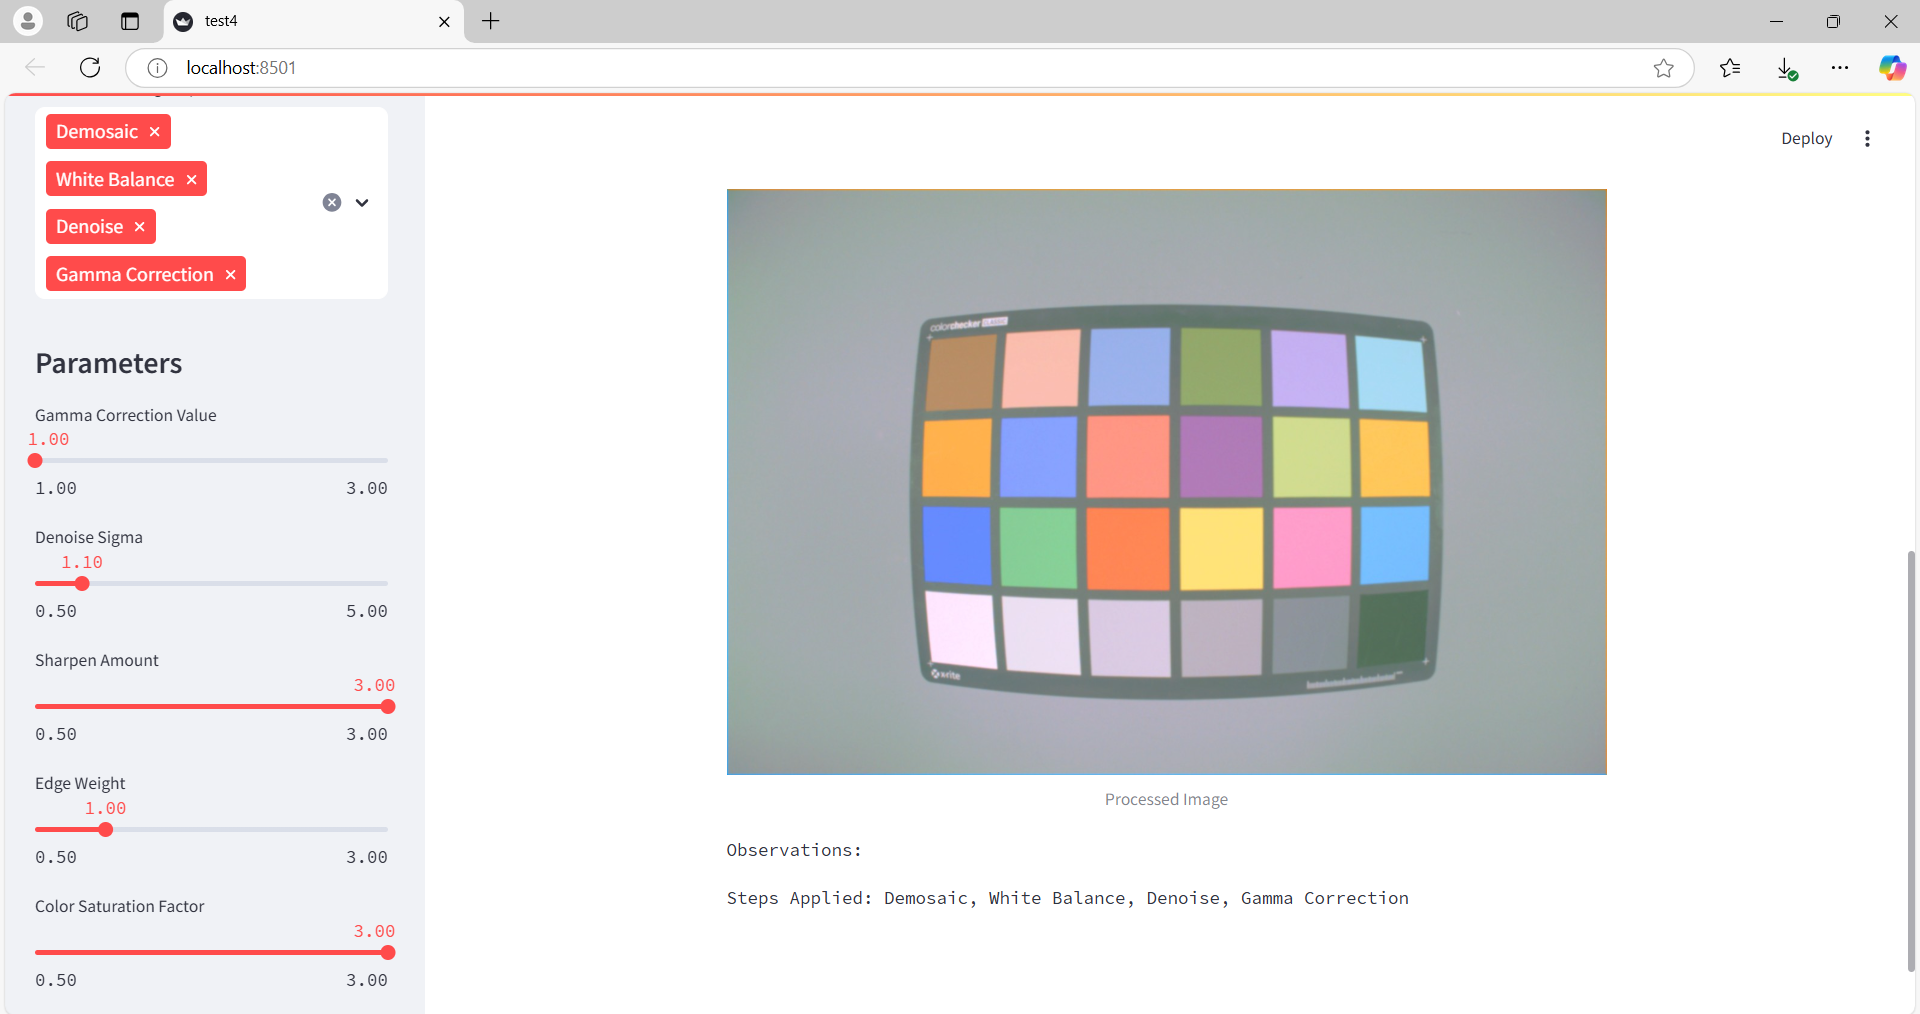 test4
localhost:8501
Demosaic
White Balance
Denoise
Gamma Correction
Parameters
Gamma Correction Value
1.00
1.00 3.00
Denoise Sigma
1.10
0.50 5.00
Sharpen Amount
3.00
0.50 3.00
Edge Weight
1.00
0.50 3.00
Color Saturation Factor
3.00
0.50 3.00
Deploy
colorchecker CLASSIC
x-rite
Processed Image
Observations:
Steps Applied: Demosaic, White Balance, Denoise, Gamma Correction